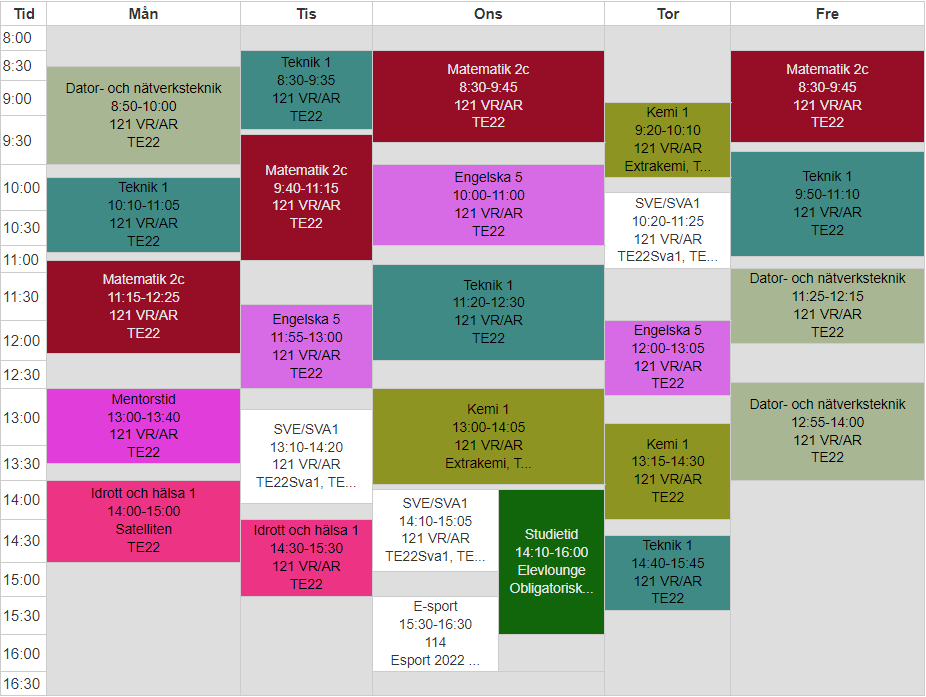 Tid
Mån
Tis
Ons
Tor
Fre
8:00
8:30
9:00
9:30
10:00
10:30
11:00
11:30
12:00
12:30
13:00
13:30
14:00
14:30
15:00
15:30
16:00
16:30
Dator- och nätverksteknik
8:50-10:00
121 VR/AR
TE22
Teknik 1
10:10-11:05
121 VR/AR
TE22
Matematik 2c
11:15-12:25
121 VR/AR
TE22
Mentorstid
13:00-13:40
121 VR/AR
TE22
Idrott och hälsa 1
14:00-15:00
Satelliten
TE22
Teknik 1
8:30-9:35
121 VR/AR
TE22
Matematik 2c
9:40-11:15
121 VR/AR
TE22
Engelska 5
11:55-13:00
121 VR/AR
TE22
SVE/SVA1
13:10-14:20
121 VR/AR
TE22Sva1, TE...
Idrott och hälsa 1
14:30-15:30
121 VR/AR
TE22
Matematik 2c
8:30-9:45
121 VR/AR
TE22
Engelska 5
10:00-11:00
121 VR/AR
TE22
Teknik 1
11:20-12:30
121 VR/AR
TE22
Kemi 1
13:00-14:05
121 VR/AR
Extrakemi, T...
SVE/SVA1
14:10-15:05
121 VR/AR
TE22Sva1, TE...
Studietid
14:10-16:00
Elevlounge
Obligatorisk...
E-sport
15:30-16:30
114
Esport 2022 ...
Kemi 1
9:20-10:10
121 VR/AR
Extrakemi, T...
SVE/SVA1
10:20-11:25
121 VR/AR
TE22Sva1, TE...
Engelska 5
12:00-13:05
121 VR/AR
TE22
Kemi 1
13:15-14:30
121 VR/AR
TE22
Teknik 1
14:40-15:45
121 VR/AR
TE22
Matematik 2c
8:30-9:45
121 VR/AR
TE22
Teknik 1
9:50-11:10
121 VR/AR
TE22
Dator- och nätverksteknik
11:25-12:15
121 VR/AR
TE22
Dator- och nätverksteknik
12:55-14:00
121 VR/AR
TE22